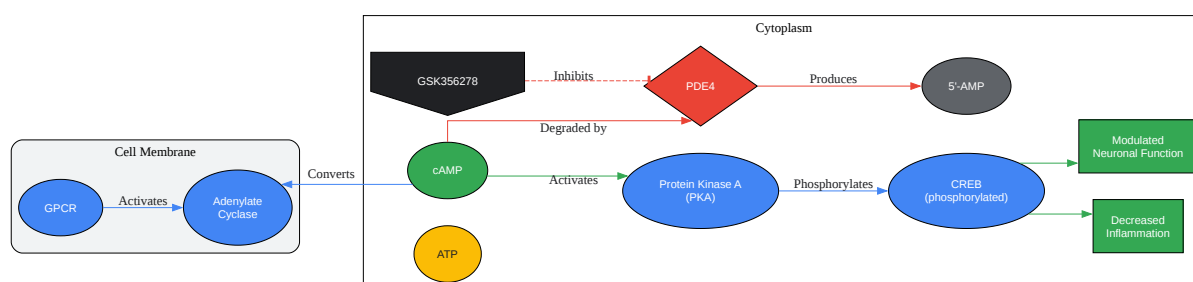 Cytoplasm
GSK356278
Inhibits
PDE4
Produces
5'-AMP
Degraded by
Cell Membrane
GPCR
Activates
Adenylate
Cyclase
Converts
cAMP
Activates
Protein Kinase A
(PKA)
Phosphorylates
CREB
(phosphorylated)
Modulated
Neuronal Function
Decreased
Inflammation
ATP